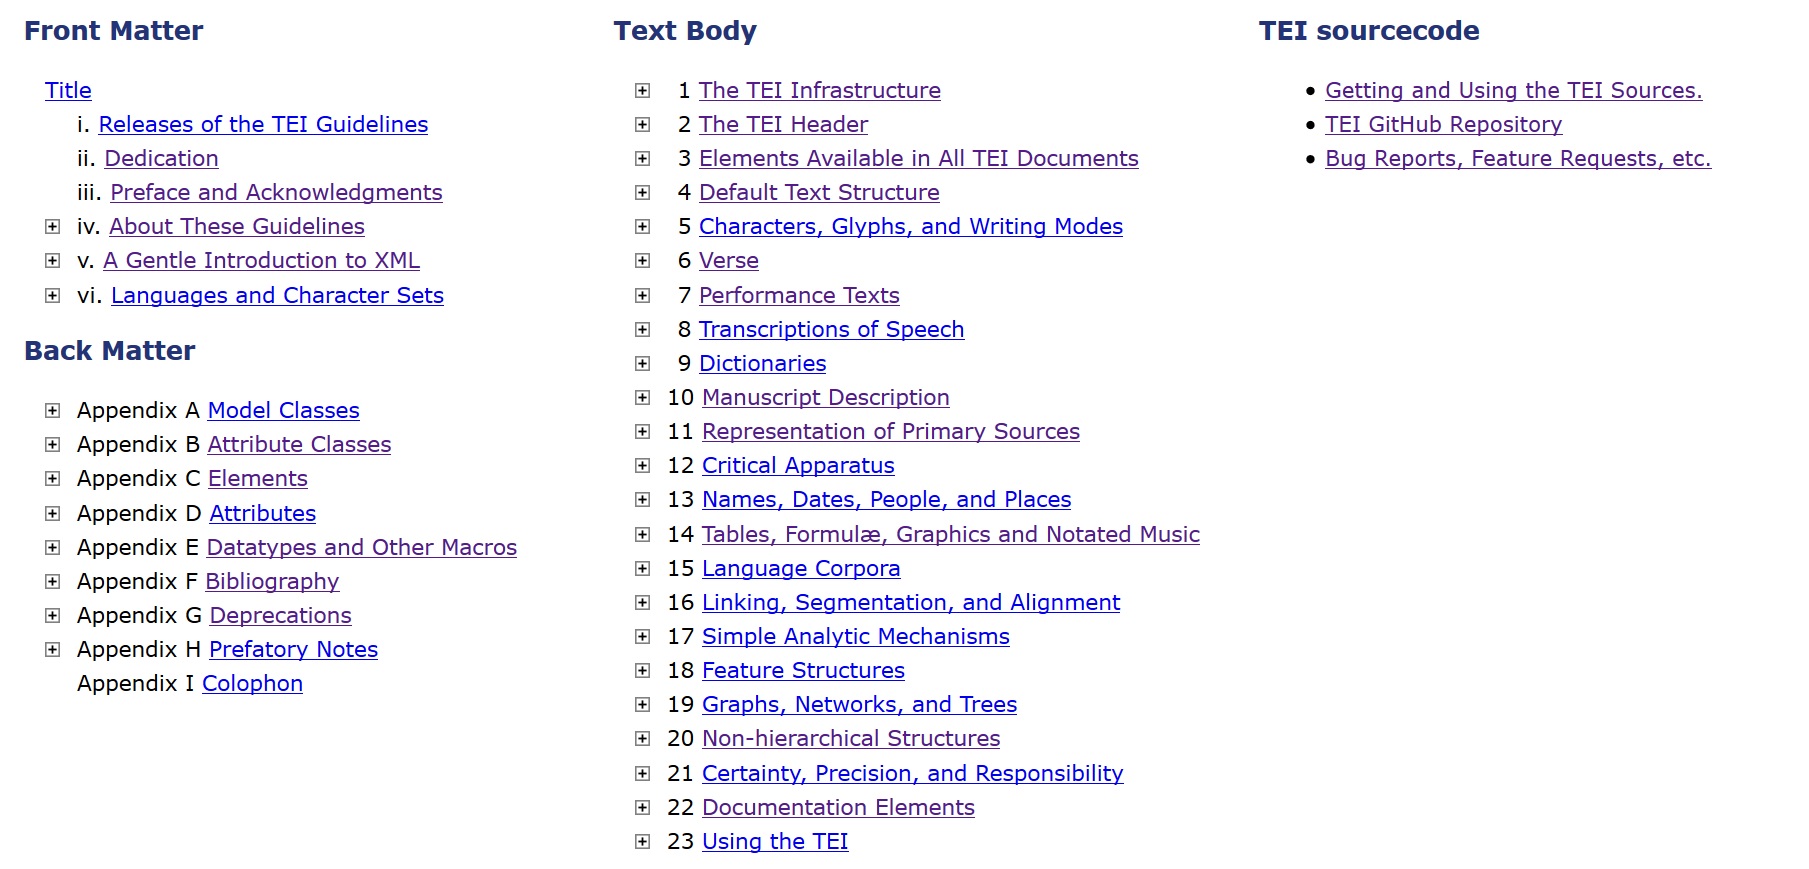 Front Matter
Title
i. Releases of the TEI Guidelines
ii. Dedication
iii. Preface and Acknowledgments
iv. About These Guidelines
v. A Gentle Introduction to XML
vi. Languages and Character Sets
Back Matter
Appendix A Model Classes
Appendix B Attribute Classes
Appendix C Elements
Appendix D Attributes
Appendix E Datatypes and Other Macros
Appendix F Bibliography
Appendix G Deprecations
Appendix H Prefatory Notes
Appendix I Colophon
Text Body
1 The TEI Infrastructure
2 The TEI Header
3 Elements Available in All TEI Documents
4 Default Text Structure
5 Characters, Glyphs, and Writing Modes
6 Verse
7 Performance Texts
8 Transcriptions of Speech
9 Dictionaries
10 Manuscript Description
11 Representation of Primary Sources
12 Critical Apparatus
13 Names, Dates, People, and Places
14 Tables, Formulæ, Graphics and Notated Music
15 Language Corpora
16 Linking, Segmentation, and Alignment
17 Simple Analytic Mechanisms
18 Feature Structures
19 Graphs, Networks, and Trees
20 Non-hierarchical Structures
21 Certainty, Precision, and Responsibility
22 Documentation Elements
23 Using the TEI
TEI sourcecode
• Getting and Using the TEI Sources.
• TEI GitHub Repository
• Bug Reports, Feature Requests, etc.